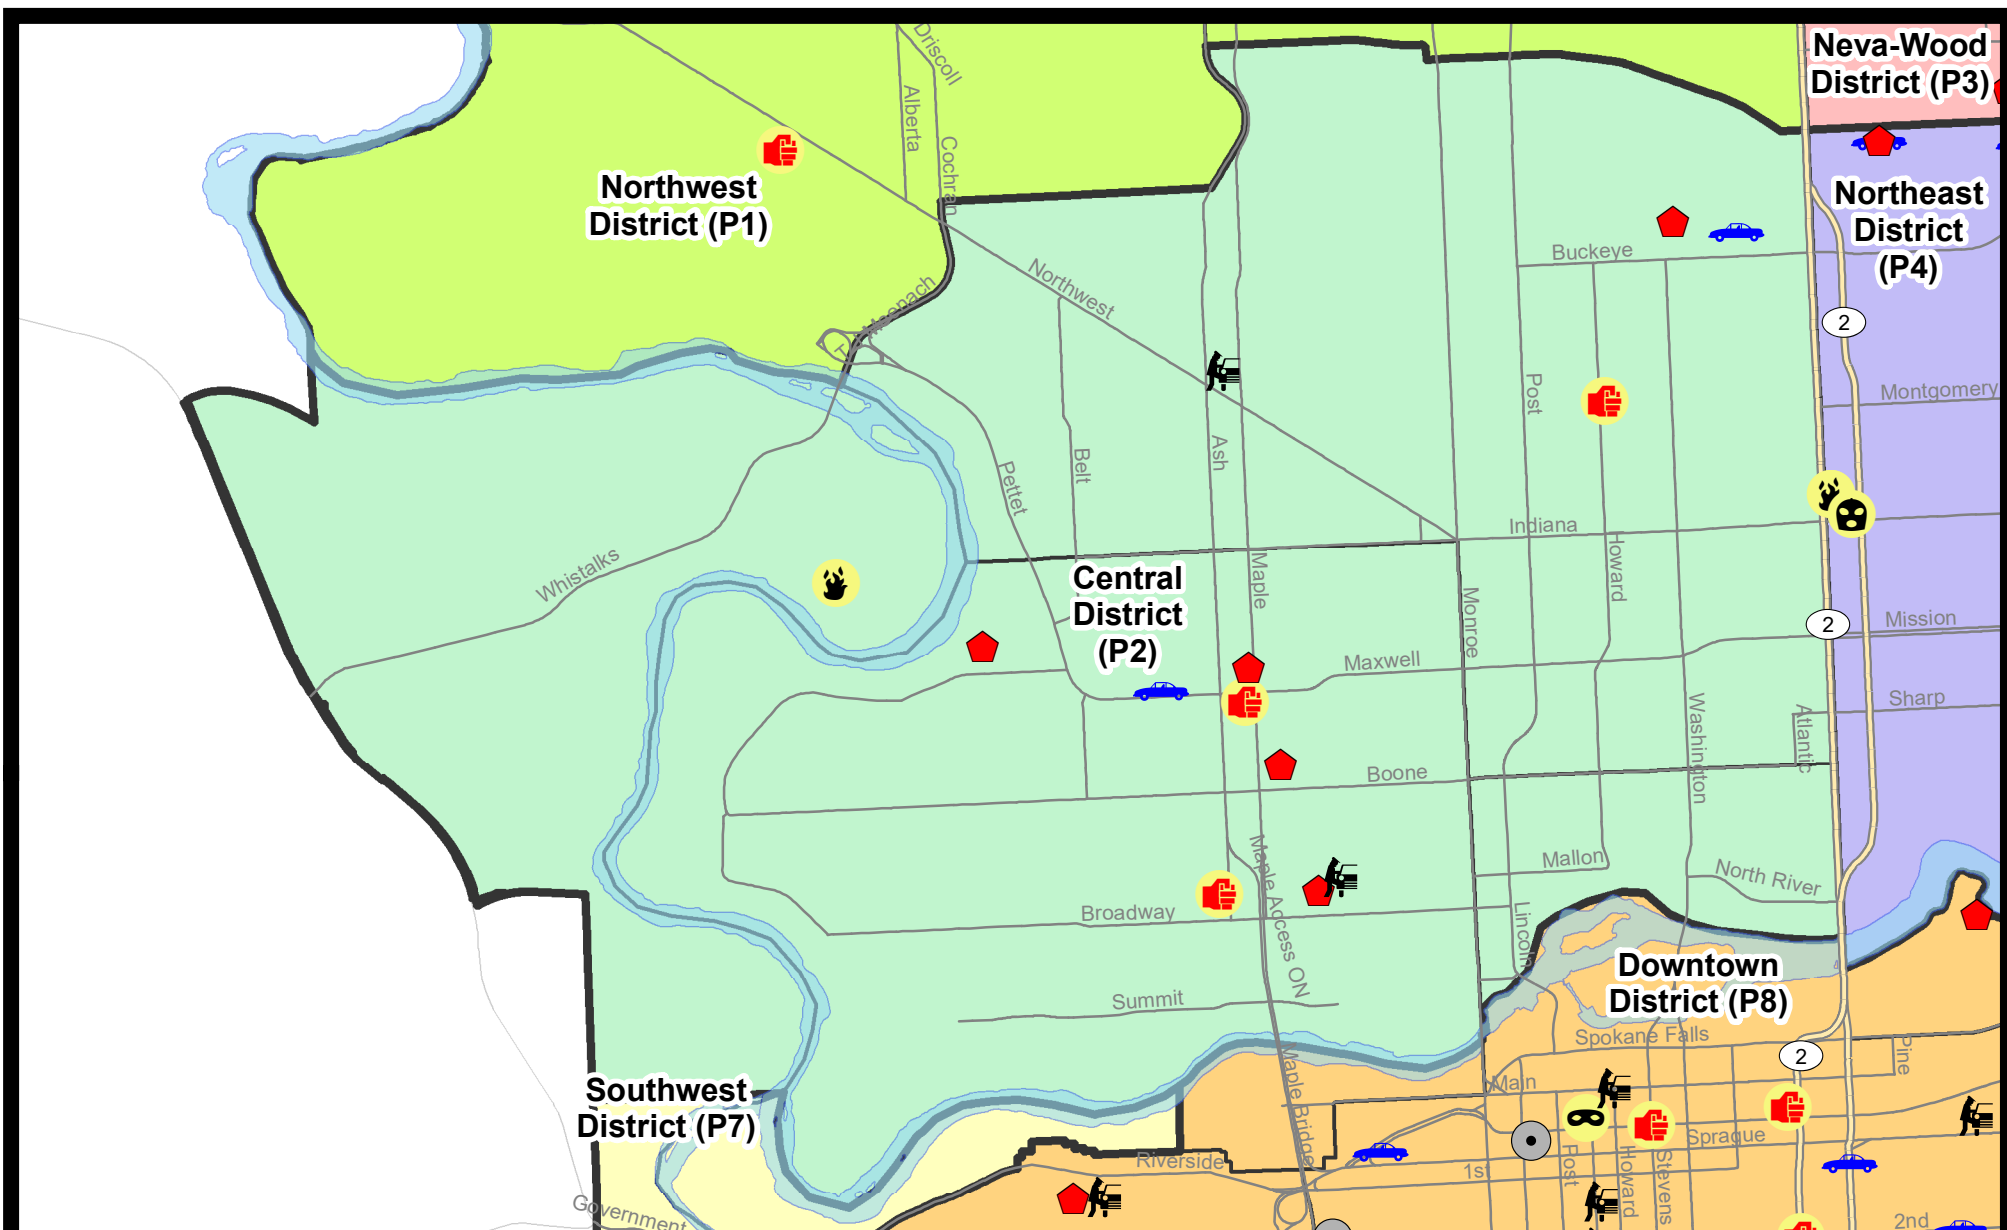 Driscoll
Neva-Wood
District (P3)
Alberta
Cochran
Northwest
District (P1)
Northeast
District
(P4)
Buckeye
Northwest
2
Post
Montgomery
Ash
Belt
Pettet
Indiana
Whistalks
Howard
Maple
Central
District
(P2)
Monroe
2
Mission
Maxwell
Sharp
Washington
Atlantic
Boone
Mallon
North River
Maple Access ON
Broadway
Lincoln
Downtown
District (P8)
Summit
Spokane Falls
2
Pine
Maple Bridge
Main
Southwest
District (P7)
Sprague
Riverside
1st
Post
Howard
Stevens
Government
2nd